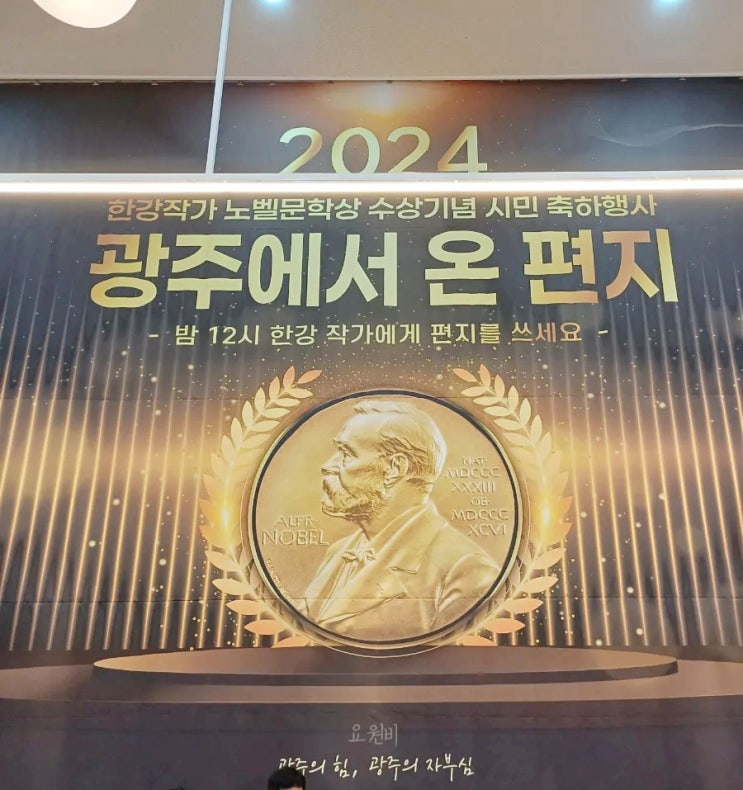 2024
한강작가 노벨문학상 수상기념 시민 축하행사
광주에서 온 편지
- 밤 12시 한강 작가에게 편지를 쓰세요 -
NAT
MDCCC
XXXIII
OB
MDCCC
XCVI
ALFR
NOBEL
요원비
광주의 힘, 광주의 자부심